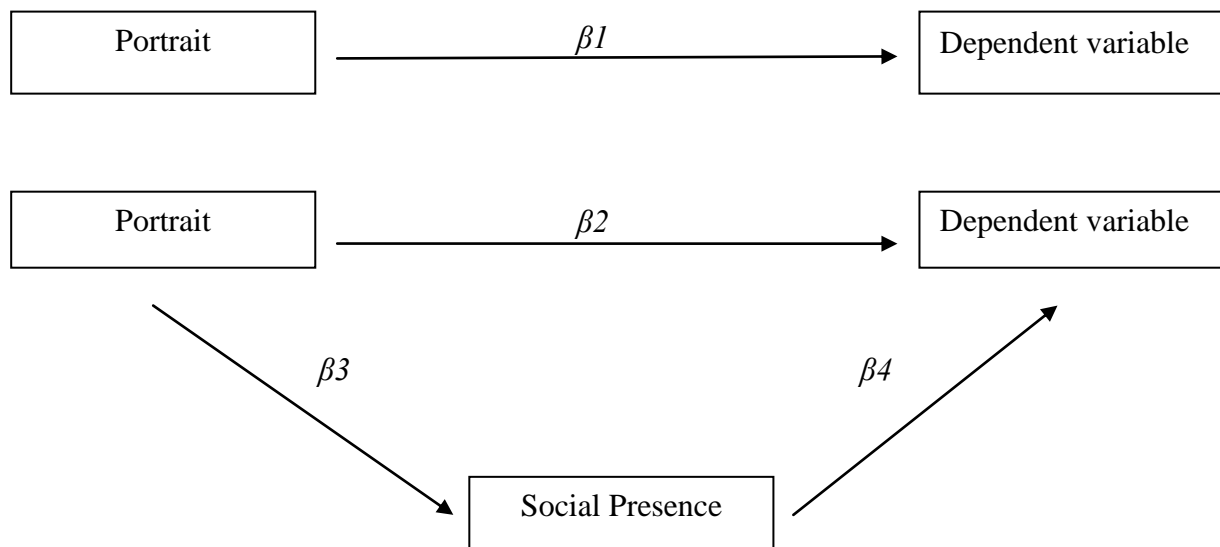 Portrait
β1
Dependent variable
Portrait
β2
Dependent variable
β3
β4
Social Presence